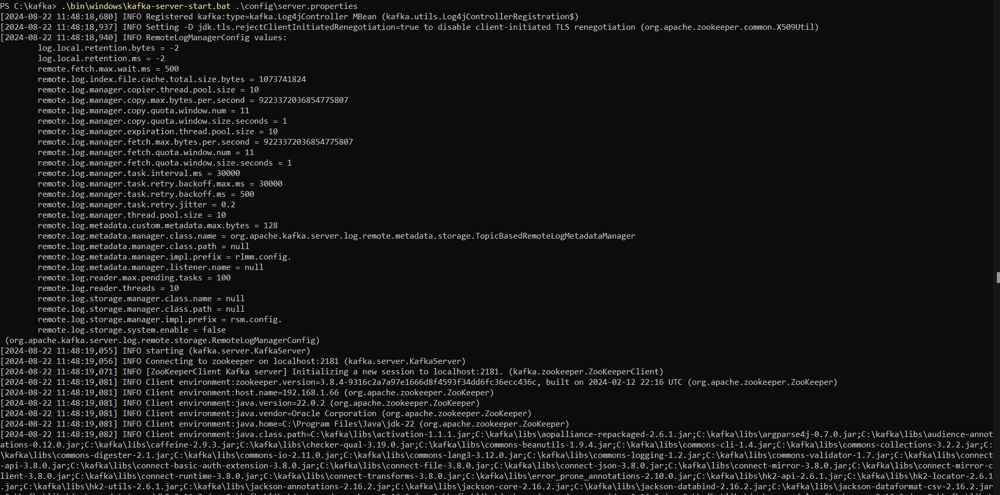 PS C:\kafka> .\bin\windows\kafka-server-start.bat .\config\server.properties
[2024-08-22 11:48:18,680] INFO Registered kafka:type=kafka.Log4jController MBean (kafka.utils.Log4jControllerRegistration$)
[2024-08-22 11:48:18,937] INFO Setting -D jdk.tls.rejectClientInitiatedRenegotiation=true to disable client-initiated TLS renegotiation (org.apache.zookeeper.common.X509Util)
[2024-08-22 11:48:18,940] INFO RemoteLogManagerConfig values:
log.local.retention.bytes = -2
log.local.retention.ms = -2
remote.fetch.max.wait.ms = 500
remote.log.index.file.cache.total.size.bytes = 1073741824
remote.log.manager.copier.thread.pool.size = 10
remote.log.manager.copy.max.bytes.per.second = 9223372036854775807
remote.log.manager.copy.quota.window.num = 11
remote.log.manager.copy.quota.window.size.seconds = 1
remote.log.manager.expiration.thread.pool.size = 10
remote.log.manager.fetch.max.bytes.per.second = 9223372036854775807
remote.log.manager.fetch.quota.window.num = 11
remote.log.manager.fetch.quota.window.size.seconds = 1
remote.log.manager.task.interval.ms = 30000
remote.log.manager.task.retry.backoff.max.ms = 30000
remote.log.manager.task.retry.backoff.ms = 500
remote.log.manager.task.retry.jitter = 0.2
remote.log.manager.thread.pool.size = 10
remote.log.metadata.custom.metadata.max.bytes = 128
remote.log.metadata.manager.class.name = org.apache.kafka.server.log.remote.metadata.storage.TopicBasedRemoteLogMetadataManager
remote.log.metadata.manager.class.path = null
remote.log.metadata.manager.impl.prefix = rlmm.config.
remote.log.metadata.manager.listener.name = null
remote.log.reader.max.pending.tasks = 100
remote.log.reader.threads = 10
remote.log.storage.manager.class.name = null
remote.log.storage.manager.class.path = null
remote.log.storage.manager.impl.prefix = rsm.config.
remote.log.storage.system.enable = false
(org.apache.kafka.server.log.remote.storage.RemoteLogManagerConfig)
[2024-08-22 11:48:19,055] INFO starting (kafka.server.KafkaServer)
[2024-08-22 11:48:19,056] INFO Connecting to zookeeper on localhost:2181 (kafka.server.KafkaServer)
[2024-08-22 11:48:19,071] INFO [ZooKeeperClient Kafka server] Initializing a new session to localhost:2181. (kafka.zookeeper.ZooKeeperClient)
[2024-08-22 11:48:19,081] INFO Client environment:zookeeper.version=3.8.4-9316c2a7a97e1666d8f4593f34dd6fc36ecc436c, built on 2024-02-12 22:16 UTC (org.apache.zookeeper.ZooKeeper)
[2024-08-22 11:48:19,081] INFO Client environment:host.name=192.168.1.66 (org.apache.zookeeper.ZooKeeper)
[2024-08-22 11:48:19,081] INFO Client environment:java.version=22.0.2 (org.apache.zookeeper.ZooKeeper)
[2024-08-22 11:48:19,081] INFO Client environment:java.vendor=Oracle Corporation (org.apache.zookeeper.ZooKeeper)
[2024-08-22 11:48:19,081] INFO Client environment:java.home=C:\Program Files\Java\jdk-22 (org.apache.zookeeper.ZooKeeper)
[2024-08-22 11:48:19,082] INFO Client environment:java.class.path=C:\kafka\libs\activation-1.1.1.jar;C:\kafka\libs\aopalliance-repackaged-2.6.1.jar;C:\kafka\libs\argparse4j-0.7.0.jar;C:\kafka\libs\audience-annot
ations-0.12.0.jar;C:\kafka\libs\caffeine-2.9.3.jar;C:\kafka\libs\checker-qual-3.19.0.jar;C:\kafka\libs\commons-beanutils-1.9.4.jar;C:\kafka\libs\commons-cli-1.4.jar;C:\kafka\libs\commons-collections-3.2.2.jar;C:
\kafka\libs\commons-digester-2.1.jar;C:\kafka\libs\commons-io-2.11.0.jar;C:\kafka\libs\commons-lang3-3.12.0.jar;C:\kafka\libs\commons-logging-1.2.jar;C:\kafka\libs\commons-validator-1.7.jar;C:\kafka\libs\connect
-api-3.8.0.jar;C:\kafka\libs\connect-basic-auth-extension-3.8.0.jar;C:\kafka\libs\connect-file-3.8.0.jar;C:\kafka\libs\connect-json-3.8.0.jar;C:\kafka\libs\connect-mirror-3.8.0.jar;C:\kafka\libs\connect-mirror-c
lient-3.8.0.jar;C:\kafka\libs\connect-runtime-3.8.0.jar;C:\kafka\libs\connect-transforms-3.8.0.jar;C:\kafka\libs\error_prone_annotations-2.10.0.jar;C:\kafka\libs\hk2-api-2.6.1.jar;C:\kafka\libs\hk2-locator-2.6.1
.jar;C:\kafka\libs\hk2-utils-2.6.1.jar;C:\kafka\libs\jackson-annotations-2.16.2.jar;C:\kafka\libs\jackson-core-2.16.2.jar;C:\kafka\libs\jackson-databind-2.16.2.jar;C:\kafka\libs\jackson-dataformat-csv-2.16.2.jar